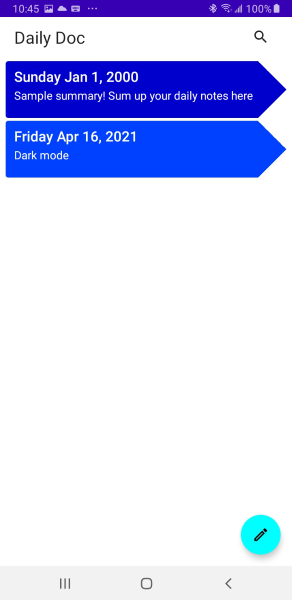 10:45
100%
Daily Doc
Sunday Jan 1, 2000
Sample summary! Sum up your daily notes here
Friday Apr 16, 2021
Dark mode